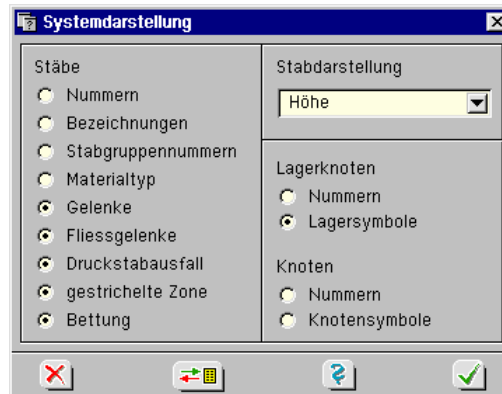 Systemdarstellung
Stäbe
Nummern
Bezeichnungen
Stabgruppennummern
Materialtyp
Gelenke
Fliessgelenke
Druckstabausfall
gestrichelte Zone
Bettung
Stabdarstellung
Höhe
Lagerknoten
Nummern
Lagersymbole
Knoten
Nummern
Knotensymbole